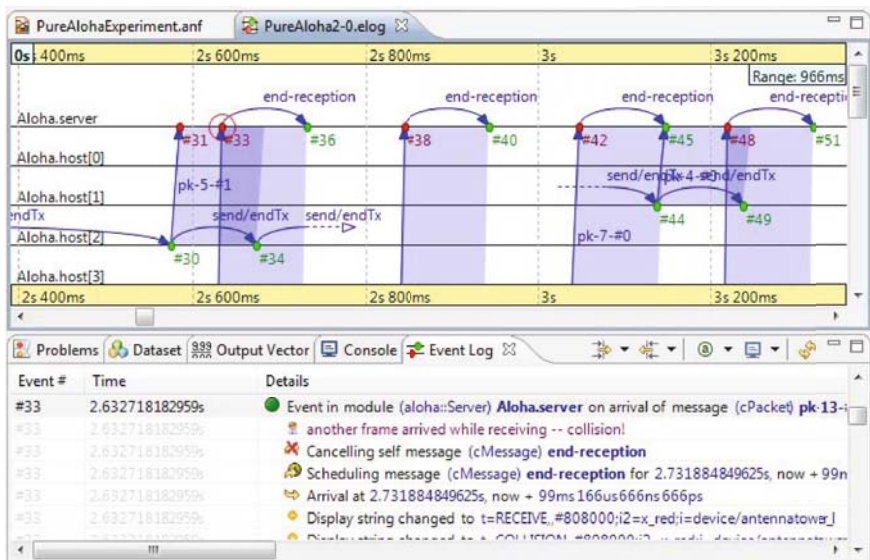 PureAlohaExperiment.anf PureAloha2-0.elog
0s 400ms 2s 600ms 2s 800ms 3s 3s 200ms
Range: 966ms
end-reception end-reception end-reception end-recepti
Aloha.server
#31 #33 #36 #38 #40 #42 #45 #48 #51
Aloha.host[0]
pk-5-#1 send/endTx
Aloha.host[1]
endTx send/endTx send/endTx #44 #49
Aloha.host[2] pk-7-#0
#30 #34
Aloha.host[3]
2s 400ms 2s 600ms 2s 800ms 3s 3s 200ms
Problems Dataset Output Vector Console Event Log
Event # Time Details
#33 2.632718182959s Event in module (aloha::Server) Aloha.server on arrival of message (cPacket) pk-13-
#33 2.632718182959s another frame arrived while receiving -- collision!
#33 2.632718182959s Cancelling self message (cMessage) end-reception
#33 2.632718182959s Scheduling message (cMessage) end-reception for 2.731884849625s, now + 99m
#33 2.632718182959s Arrival at 2.731884849625s, now + 99ms 166us 666ns 666ps
#33 2.632718182959s Display string changed to t=RECEIVE,,#808000;i2=x_red;i=device/antennatower_l